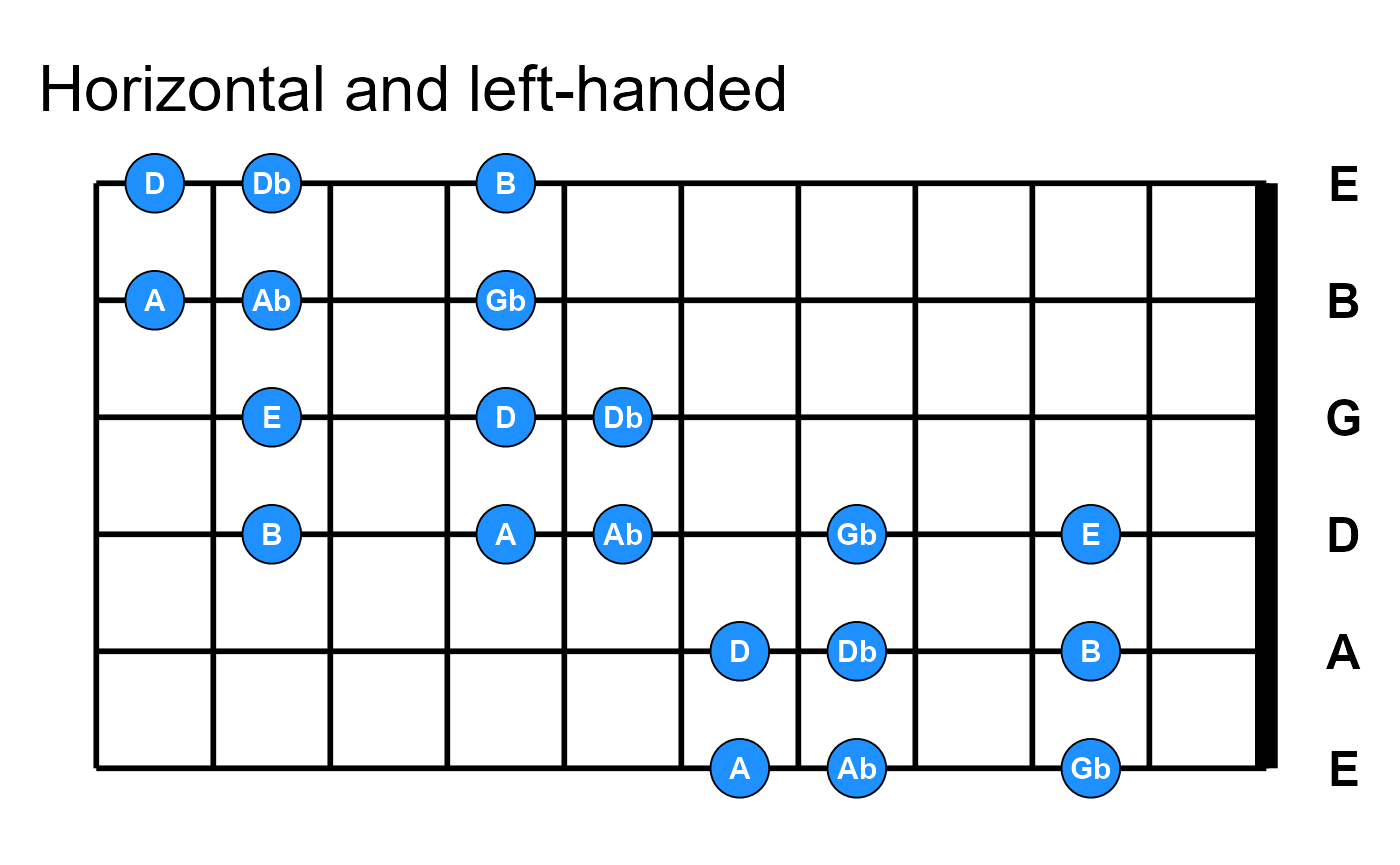 Horizontal and left-handed
D Db B E
A Ab Gb B
E D Db G
B A Ab Gb E D
D Db B A
A Ab Gb E